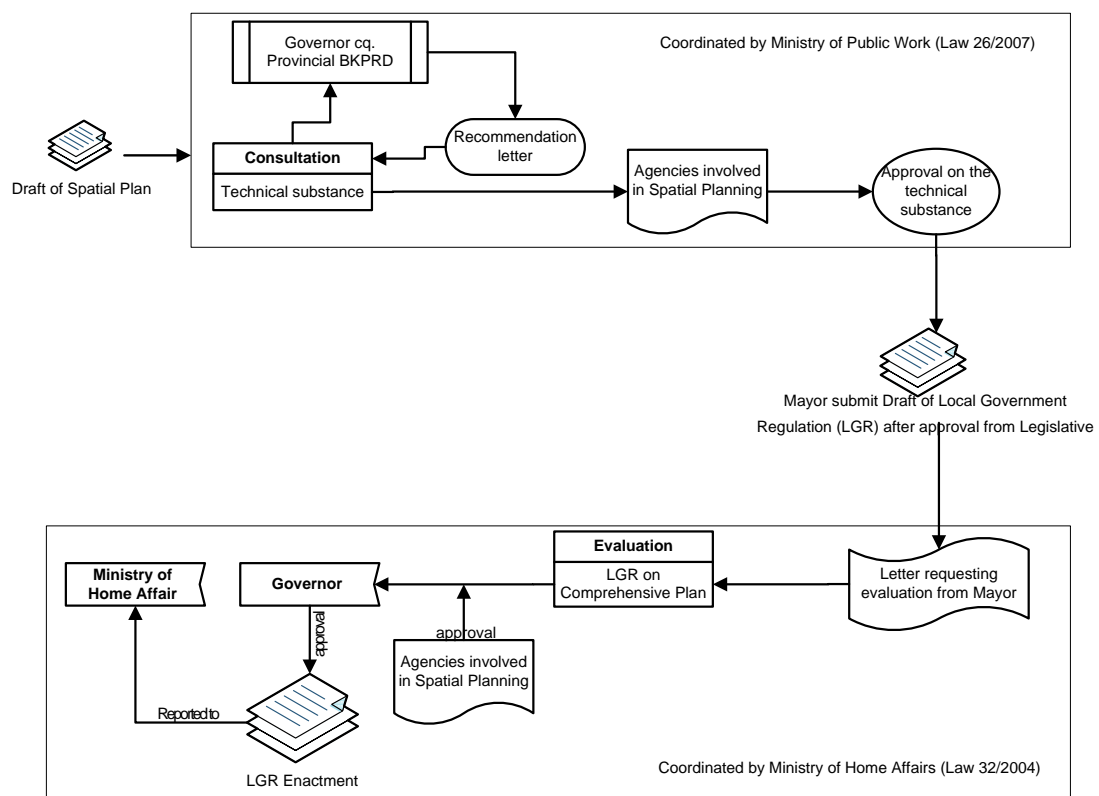 Governor cq.
Provincial BKPRD
Coordinated by Ministry of Public Work (Law 26/2007)
Recommendation
letter
Draft of Spatial Plan
Consultation
Technical substance
Agencies involved
in Spatial Planning
Approval on the
technical
substance
Mayor submit Draft of Local Government
Regulation (LGR) after approval from Legislative
Letter requesting
evaluation from Mayor
Evaluation
LGR on
Comprehensive Plan
approval
Agencies involved
in Spatial Planning
Governor
approval
Ministry of
Home Affair
Reported to
LGR Enactment
Coordinated by Ministry of Home Affairs (Law 32/2004)